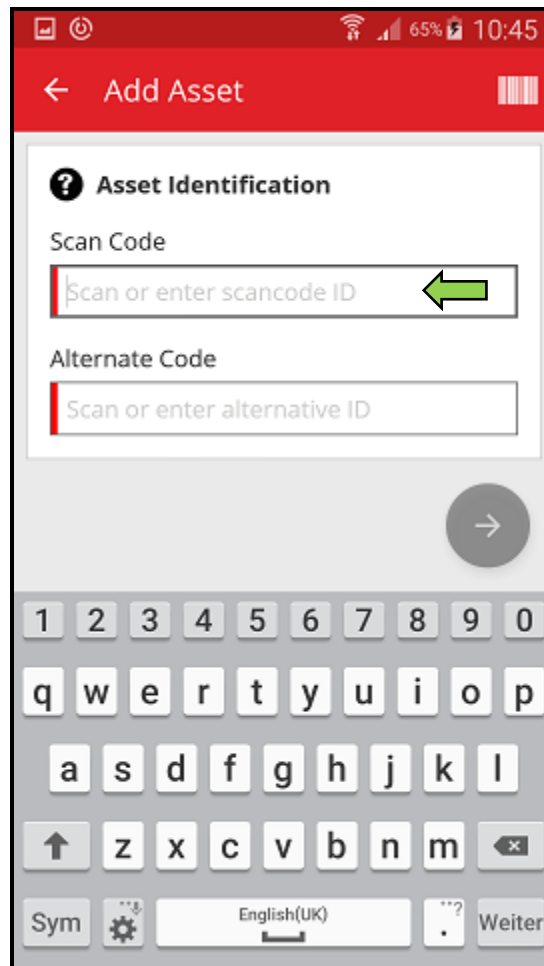 65% 10:45
Add Asset
Asset Identification
Scan Code
Scan or enter scancode ID
Alternate Code
Scan or enter alternative ID
1 2 3 4 5 6 7 8 9 0
q w e r t y u i o p
a s d f g h j k l
z x c v b n m
Sym English(UK) . Weiter